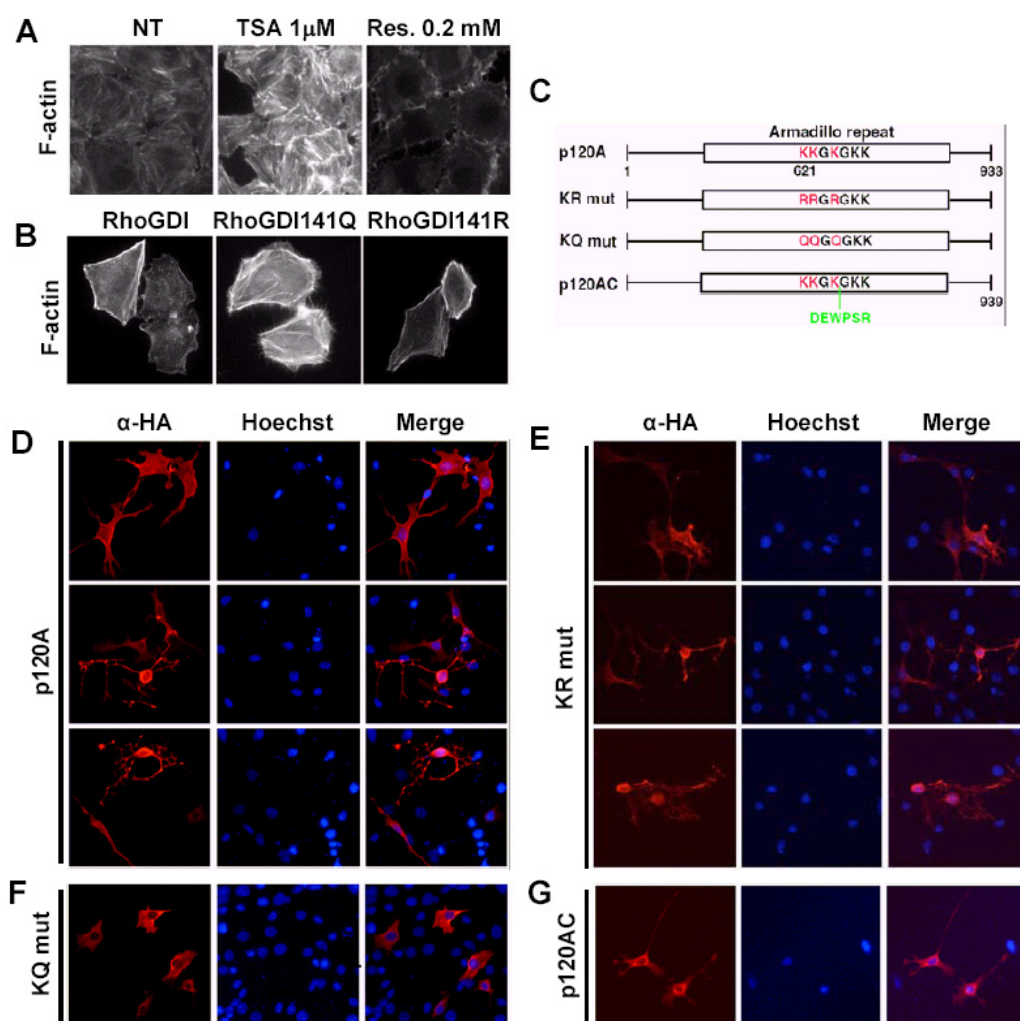 A
NT
TSA 1μM
Res. 0.2 mM
F-actin
B
RhoGDI
RhoGDI141Q
RhoGDI141R
F-actin
C
Armadillo repeat
p120A
KKGKGKK
1
G21
933
KR mut
RRGRGKK
KQ mut
QQGQGKK
p120AC
KKGKGKK
939
DEWPSR
D
α-HA
Hoechst
Merge
p120A
E
α-HA
Hoechst
Merge
KR mut
F
KQ mut
G
p120AC